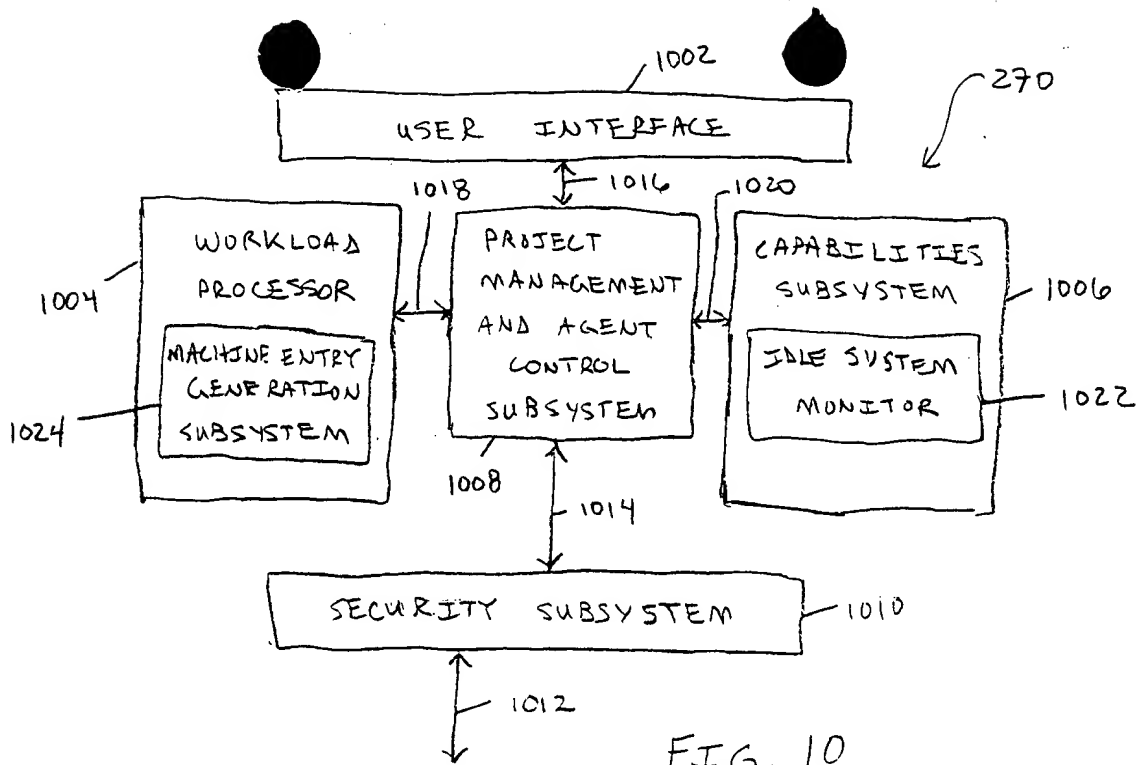 1002
270
USER INTERFACE
1018
1016
1020
WORKLOAD
PROCESSOR
1004
MACHINE ENTRY
GENERATION
SUBSYSTEM
1024
PROJECT
MANAGEMENT
AND AGENT
CONTROL
SUBSYSTEM
1008
CAPABILITIES
SUBSYSTEM
1006
IDLE SYSTEM
MONITOR
1022
1014
SECURITY SUBSYSTEM
1010
1012
FIG. 10